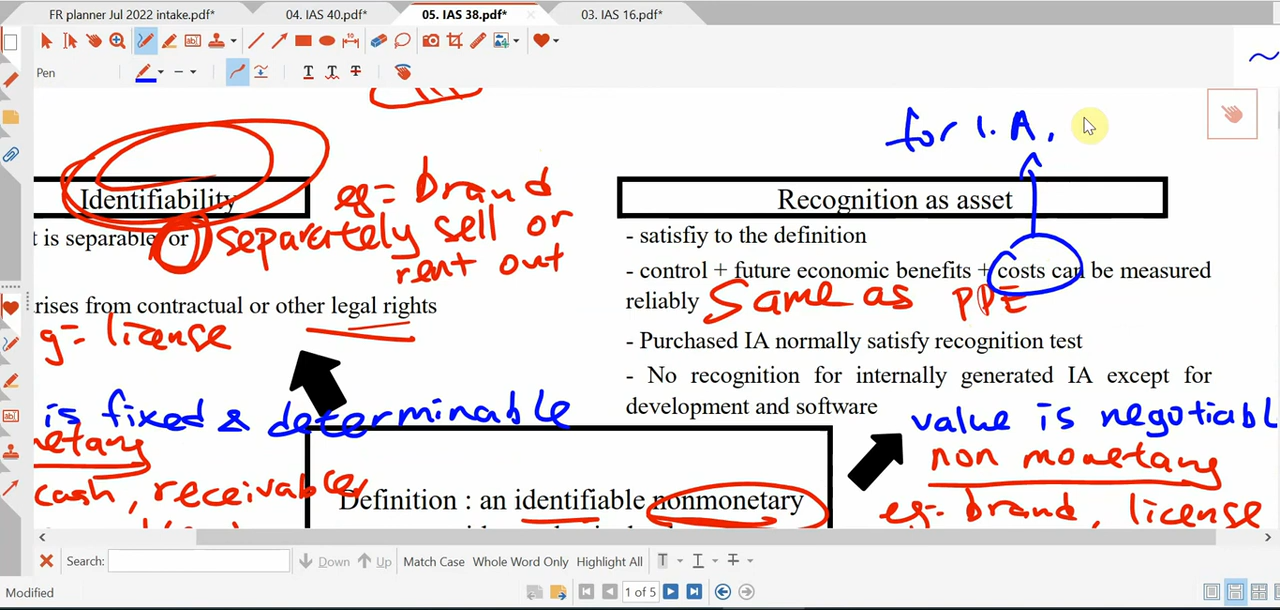 FR planner Jul 2022 intake.pdf*
04. IAS 40.pdf*
05. IAS 38.pdf*
03. IAS 16.pdf*
Pen
for I.A.
Identifiability
eg= brand
separately sell or
rent out
t is separable or
rises from contractual or other legal rights
g= license
Recognition as asset
- satisfiy to the definition
- control + future economic benefits + costs can be measured
reliably
Same as PPE
- Purchased IA normally satisfy recognition test
- No recognition for internally generated IA except for
development and software
is fixed & determinable
netary
cash, receivables
value is negotiabl
non monetary
eg- brand, license
Definition : an identifiable nonmonetary
Search:
Down
Up
Match Case
Whole Word Only
Highlight All
Modified
1 of 5